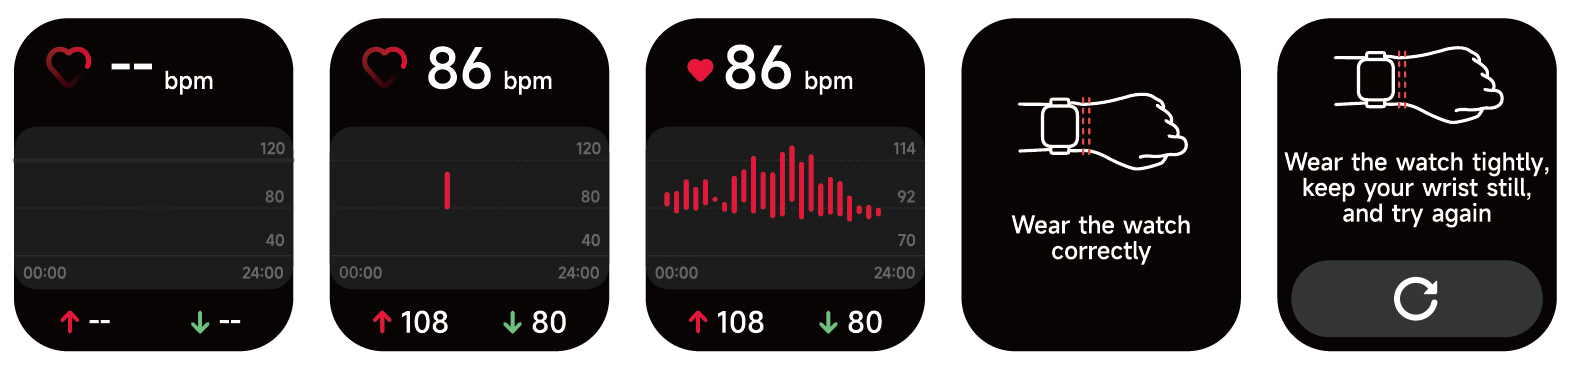 -- bpm
120
80
40
00:00 24:00
↑ -- ↓ --
86 bpm
120
80
40
00:00 24:00
↑ 108 ↓ 80
86 bpm
114
92
70
00:00 24:00
↑ 108 ↓ 80
Wear the watch
correctly
Wear the watch tightly,
keep your wrist still,
and try again